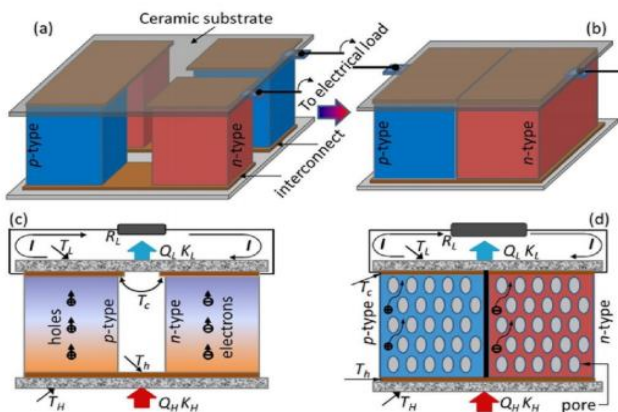 (a)
Ceramic substrate
(b)
To electrical load
p-type
n-type
interconnect
p-type
n-type
(c)
I
T_L
R_L
I
Q_L K_L
T_c
holes
p-type
n-type
electrons
T_h
T_H
Q_H K_H
(d)
I
T_L
R_L
I
Q_L K_L
T_c
p-type
n-type
T_h
T_H
Q_H K_H
pore